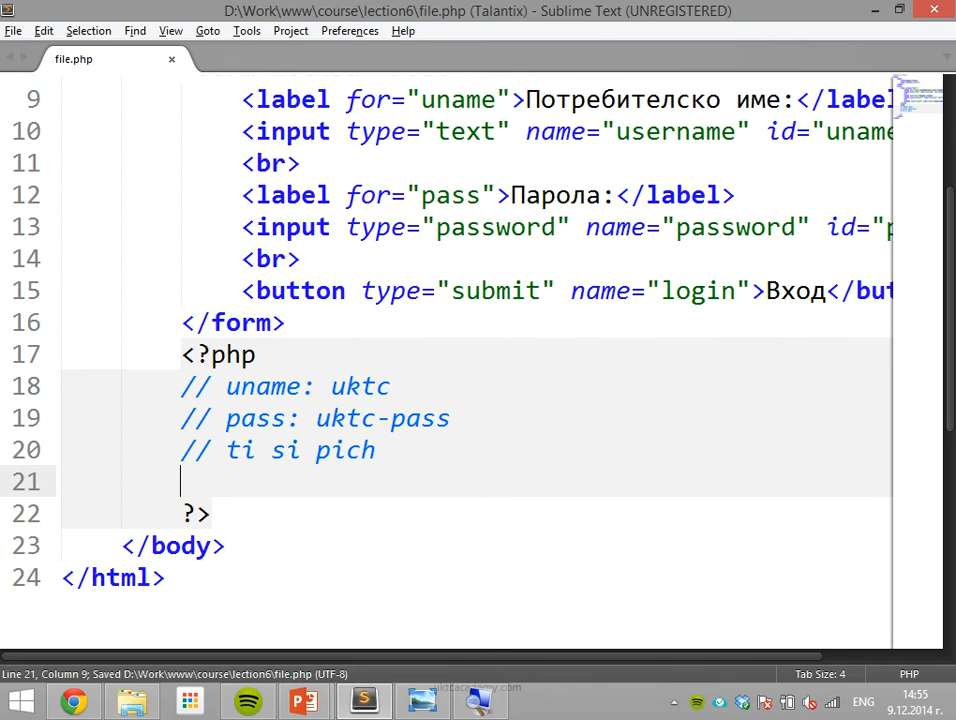 D:\Work\www\course\lection6\file.php (Talantix) - Sublime Text (UNREGISTERED)
File Edit Selection Find View Goto Tools Project Preferences Help
file.php
9 <label for="uname">Потребителско име:</label
10 <input type="text" name="username" id="uname
11 <br>
12 <label for="pass">Парола:</label>
13 <input type="password" name="password" id="p
14 <br>
15 <button type="submit" name="login">Вход</but
16 </form>
17 <?php
18 // uname: uktc
19 // pass: uktc-pass
20 // ti si pich
21
22 ?>
23 </body>
24 </html>
Line 21, Column 9; Saved D:\Work\www\course\lection6\file.php (UTF-8) Tab Size: 4 PHP
ENG 14:55
9.12.2014 г.